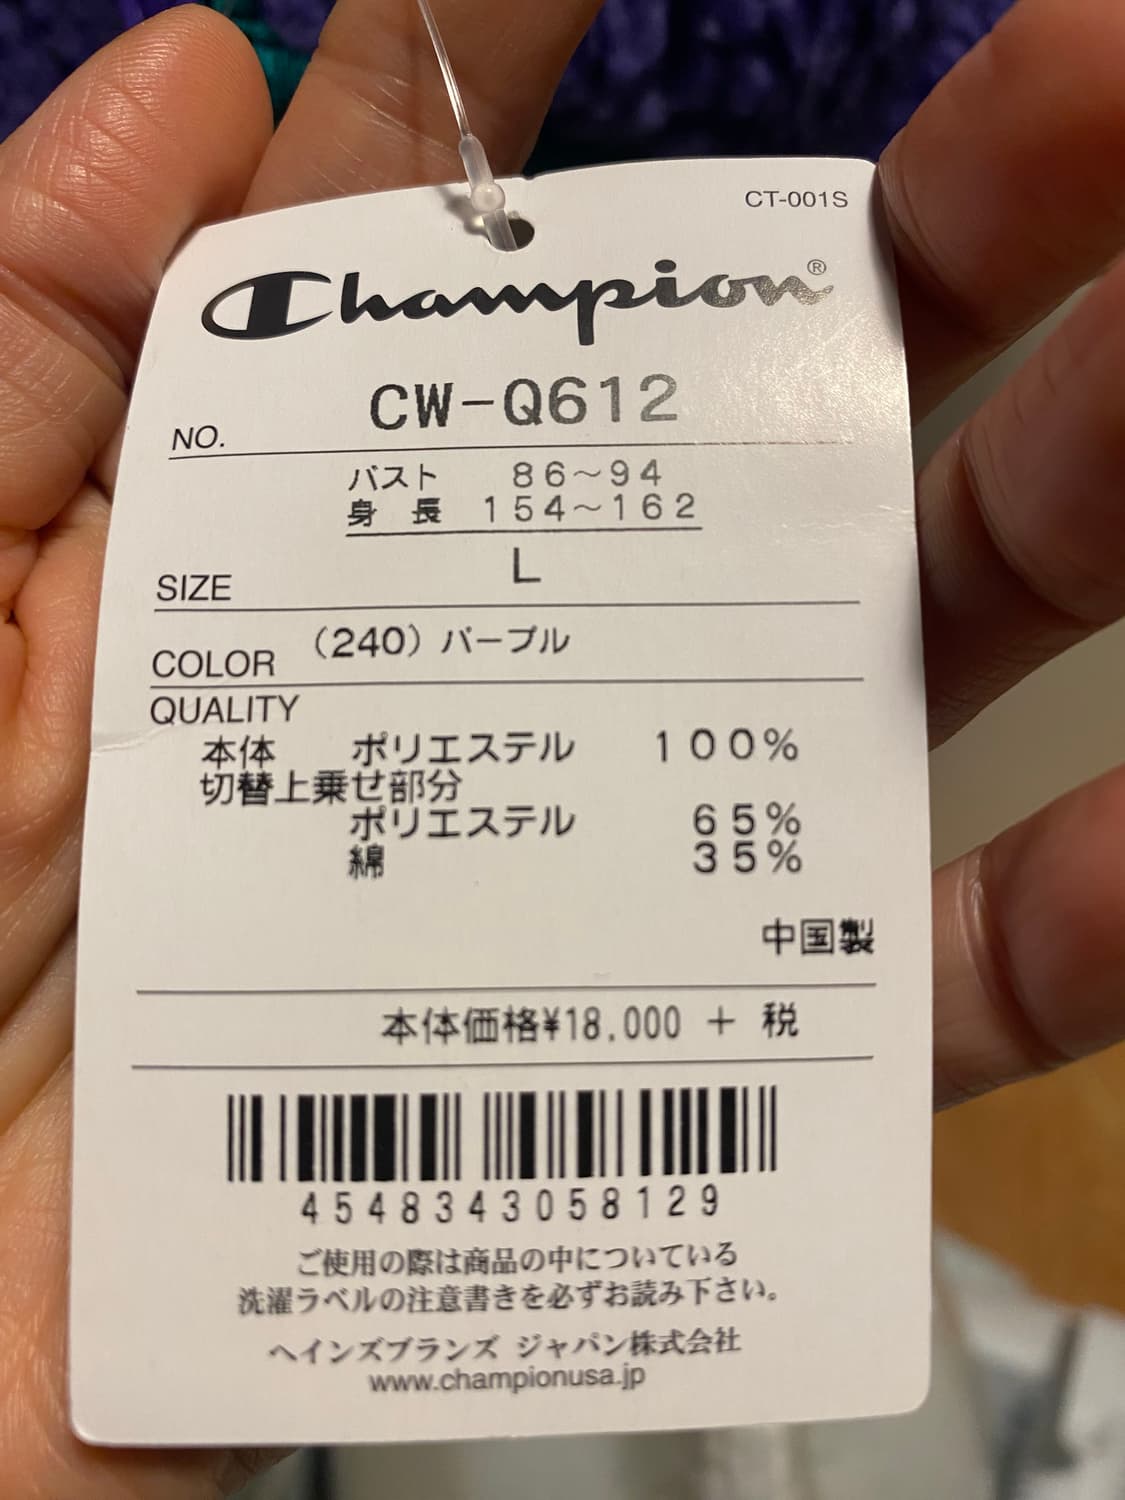 CT-001S
Champion®
NO. CW-Q612
バスト 86~94
身長 154~162
SIZE L
COLOR (240) パープル
QUALITY
本体 ポリエステル 100%
切替上乗せ部分
ポリエステル 65%
綿 35%
中国製
本体価格¥18,000 + 税
4548343058129
ご使用の際は商品の中についている
洗濯ラベルの注意書きを必ずお読み下さい。
ヘインズブランズ ジャパン株式会社
www.championusa.jp